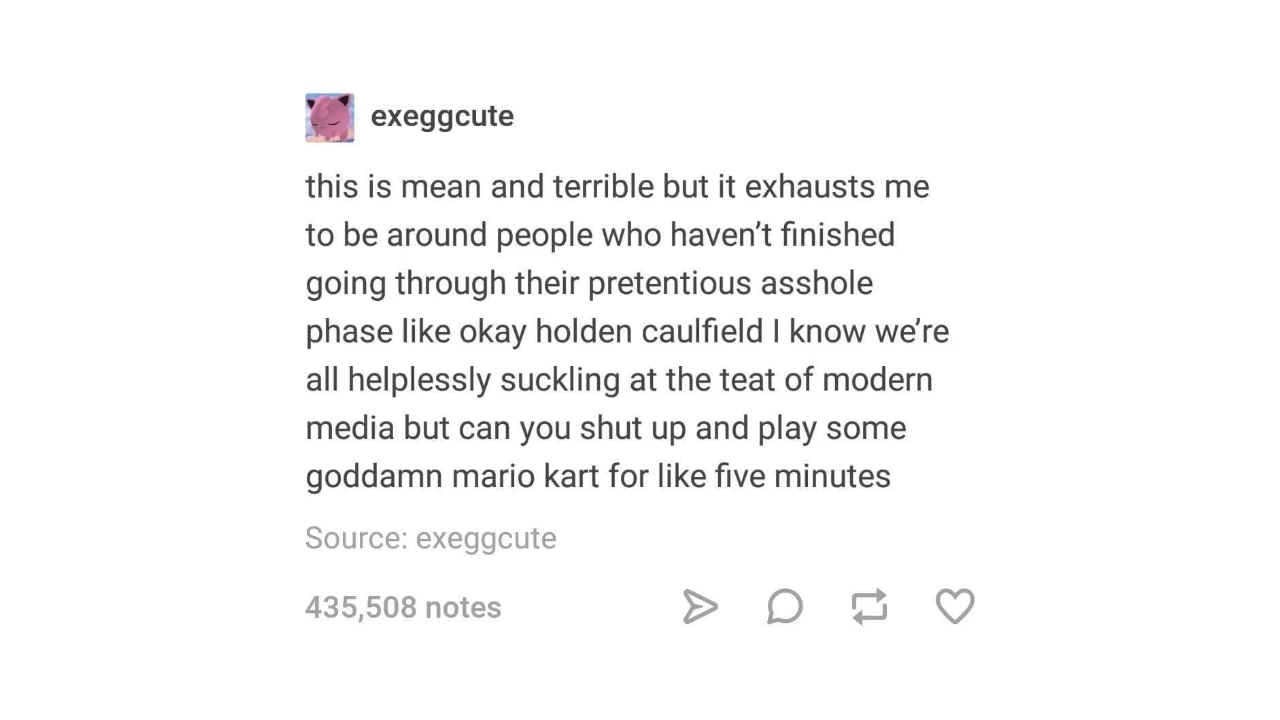 exeggcute
this is mean and terrible but it exhausts me
to be around people who haven’t finished
going through their pretentious asshole
phase like okay holden caulfield I know we’re
all helplessly suckling at the teat of modern
media but can you shut up and play some
goddamn mario kart for like five minutes
Source: exeggcute
435,508 notes